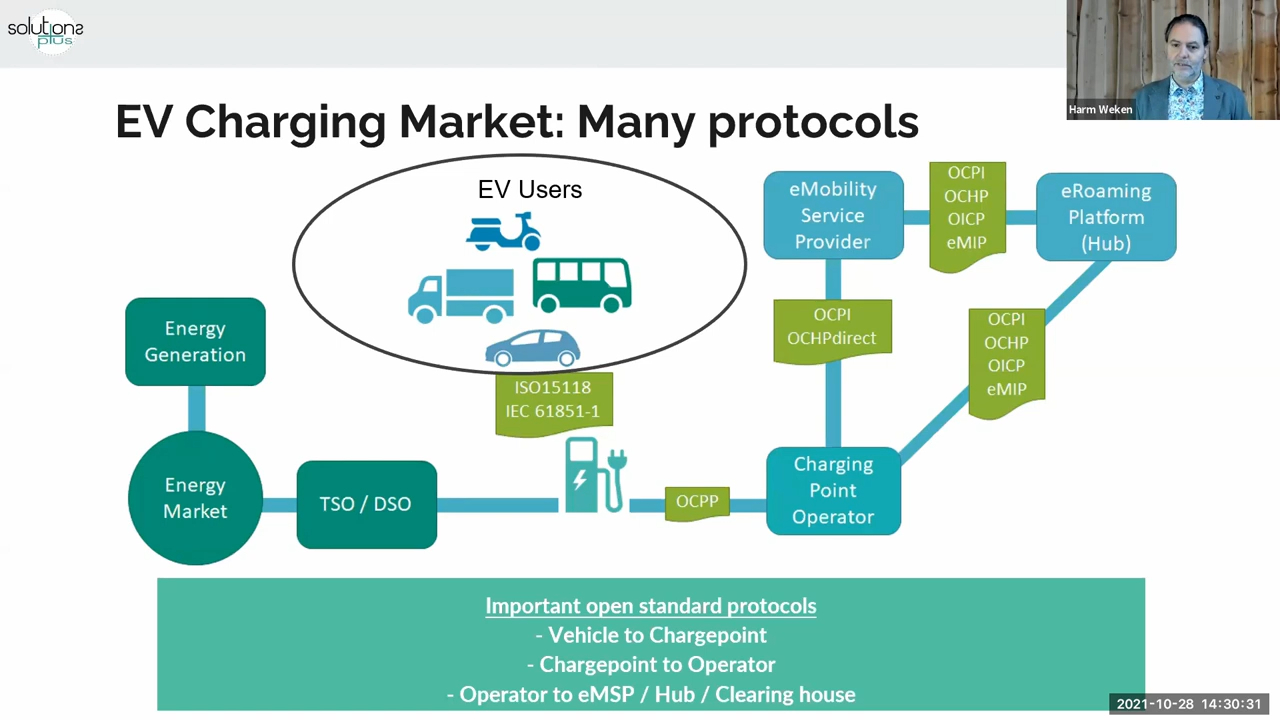 solutions
plus
Harm Weken
EV Charging Market: Many protocols
EV Users
eMobility
Service
Provider
OCPI
OCHP
OICP
eMIP
eRoaming
Platform
(Hub)
OCPI
OCHPdirect
OCPI
OCHP
OICP
eMIP
Energy
Generation
ISO15118
IEC 61851-1
Energy
Market
TSO / DSO
OCPP
Charging
Point
Operator
Important open standard protocols
- Vehicle to Chargepoint
- Chargepoint to Operator
- Operator to eMSP / Hub / Clearing house
2021-10-28 14:30:31